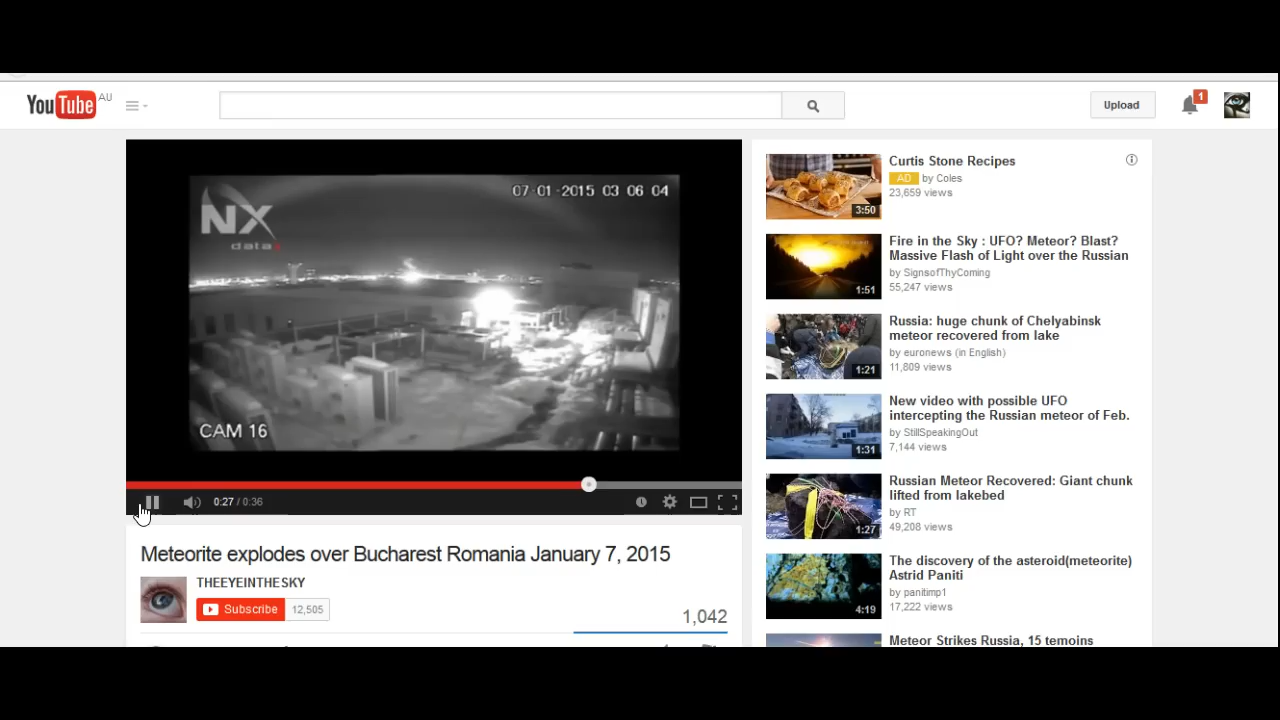 YouTube AU
Upload
1
07-01-2015 03 06 04
NX
data
CAM 16
0:27 / 0:36
Meteorite explodes over Bucharest Romania January 7, 2015
THEEYEINTHESKY
Subscribe 12,505
1,042
Curtis Stone Recipes
AD by Coles
23,659 views
3:50
Fire in the Sky : UFO? Meteor? Blast?
Massive Flash of Light over the Russian
by SignsofThyComing
55,247 views
1:51
Russia: huge chunk of Chelyabinsk
meteor recovered from lake
by euronews (in English)
11,809 views
1:21
New video with possible UFO
intercepting the Russian meteor of Feb.
by StillSpeakingOut
7,144 views
1:31
Russian Meteor Recovered: Giant chunk
lifted from lakebed
by RT
49,208 views
1:27
The discovery of the asteroid(meteorite)
Astrid Paniti
by panitimp1
17,222 views
4:19
Meteor Strikes Russia, 15 temoins